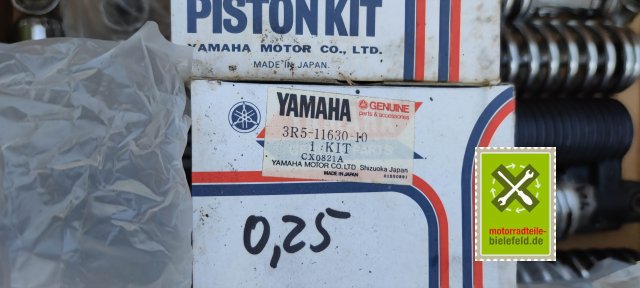 PISTON KIT
YAMAHA MOTOR CO., LTD.
MADE IN JAPAN.
YAMAHA GENUINE
parts & accessories
3R5-11630-10
1 KIT
CX0821A
YAMAHA MOTOR CO.LTD Shizuoka Japan
MADE IN JAPAN
0,25
motorradteile-
bielefeld.de